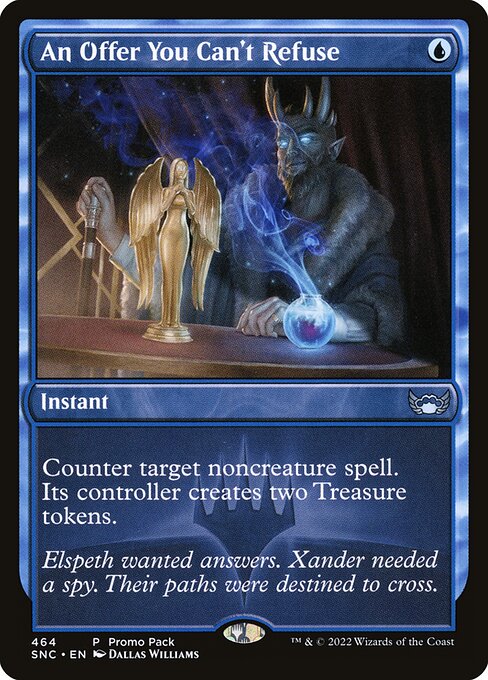 An Offer You Can't Refuse
Instant
Counter target noncreature spell.
Its controller creates two Treasure
tokens.
Elspeth wanted answers. Xander needed
a spy. Their paths were destined to cross.
464 P Promo Pack
SNC • EN DALLAS WILLIAMS
™ & © 2022 Wizards of the Coast